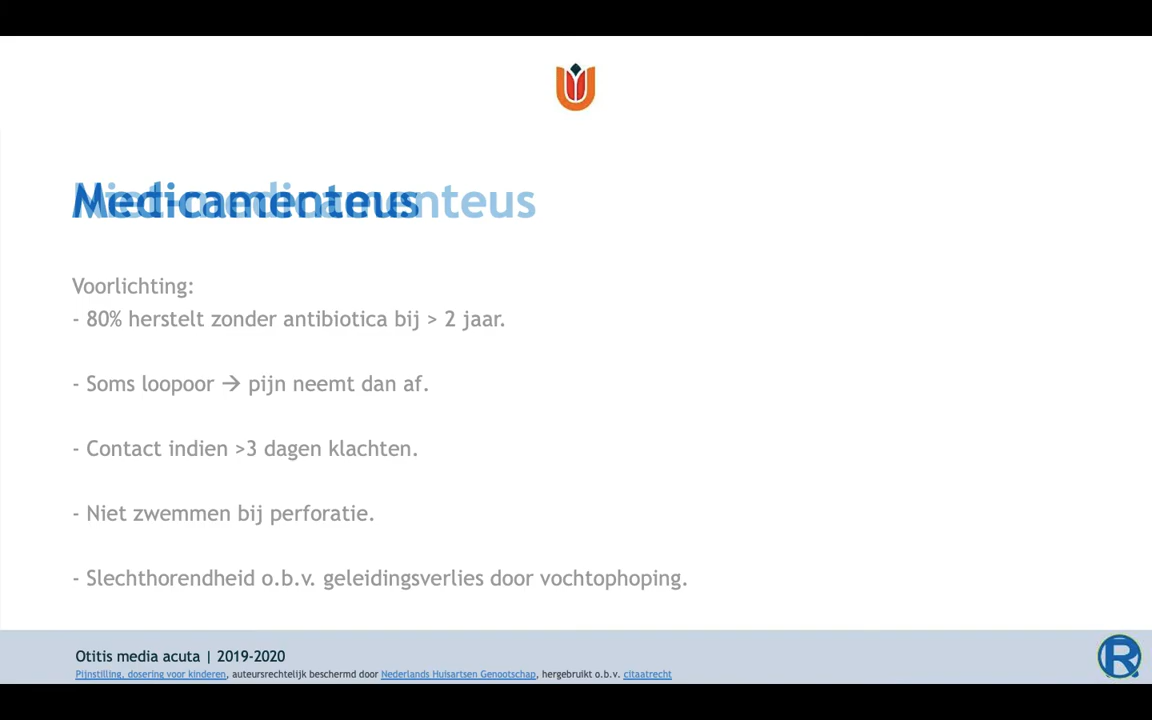 Medicamenteus
Niet-medicamenteus
Voorlichting:
- 80% herstelt zonder antibiotica bij > 2 jaar.
- Soms loopoor → pijn neemt dan af.
- Contact indien >3 dagen klachten.
- Niet zwemmen bij perforatie.
- Slechthorendheid o.b.v. geleidingsverlies door vochtophoping.
Otitis media acuta | 2019-2020
Pijnstilling, dosering voor kinderen, auteursrechtelijk beschermd door Nederlands Huisartsen Genootschap, hergebruikt o.b.v. citaatrecht
R